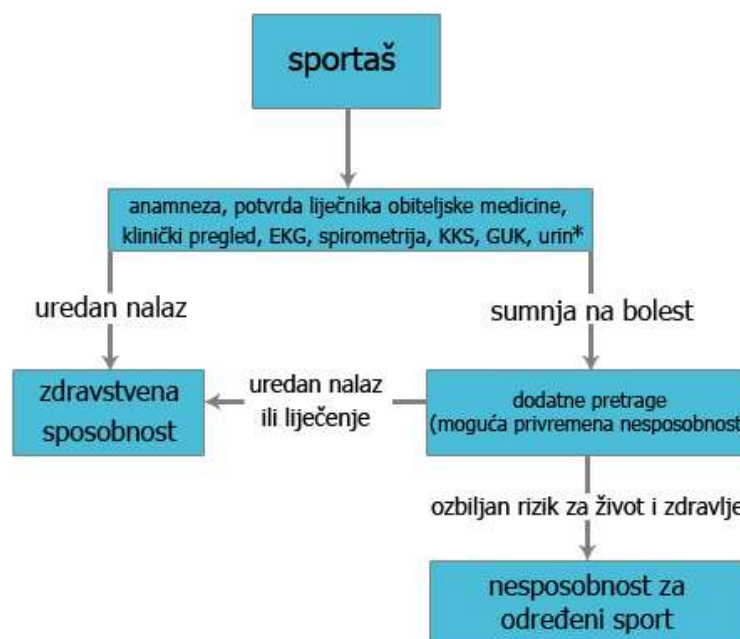 sportaš
anamneza, potvrda liječnika obiteljske medicine,
klinički pregled, EKG, spirometrija, KKS, GUK, urin*
uredan nalaz
sumnja na bolest
zdravstvena
sposobnost
uredan nalaz
ili liječenje
dodatne pretrage
(moguća privremena nesposobnost
ozbiljan rizik za život i zdravlje
nesposobnost za
određeni sport